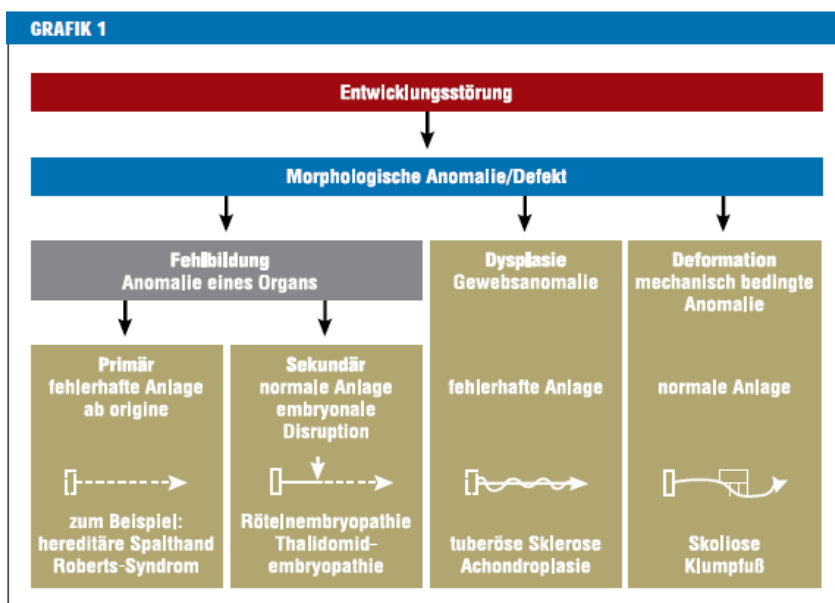 GRAFIK 1
Entwicklungsstörung
Morphologische Anomalie/Defekt
Fehlbildung
Anomalie eines Organs
Dysplasie
Gewebsanomalie
Deformation
mechanisch bedingte
Anomalie
Primär
fehlerhafte Anlage
ab origine
Sekundär
normale Anlage
embryonale
Disruption
fehlerhafte Anlage
normale Anlage
zum Beispiel:
hereditäre Spalthand
Roberts-Syndrom
Rötelnembryopathie
Thalidomid-
embryopathie
tuberöse Sklerose
Achondroplasie
Skoliose
Klumpfuß